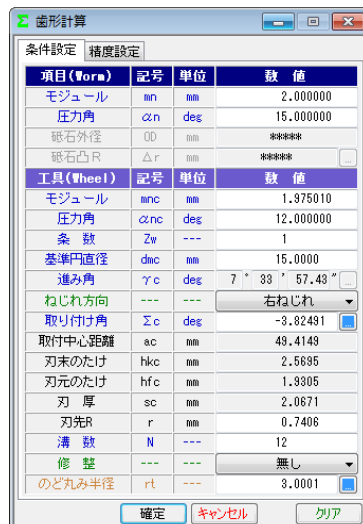 Σ 歯形計算
条件設定 精度設定
項目(Worm) 記号 単位 数 値
モジュール mn mm 2.000000
圧力角 αn deg 15.000000
砥石外径 OD mm *****
砥石凸R Δr mm ***** ...
工具(Wheel) 記号 単位 数 値
モジュール mnc mm 1.975010
圧力角 αnc deg 12.000000
条 数 Zw --- 1
基準円直径 dmc mm 15.0000
進み角 γc deg 7 ° 33 ' 57.43 " ...
ねじれ方向 --- --- 右ねじれ
取り付け角 Σc deg -3.82491 ...
取付中心距離 ac mm 49.4149
刃末のたけ hkc mm 2.5695
刃元のたけ hfc mm 1.9305
刃 厚 sc mm 2.0671
刃先R r mm 0.7406
溝 数 N --- 12
修 整 --- --- 無し
のど丸み半径 rt --- 3.0001 ...
確定 キャンセル クリア